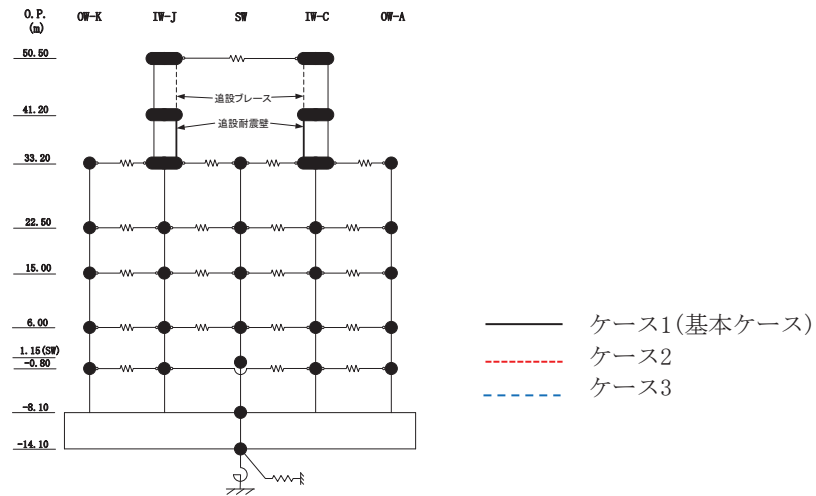 O.P. OW-K IW-J SW IW-C OW-A
(m)
50.50
追設ブレース
41.20
追設耐震壁
33.20
22.50
15.00
6.00
ケース1(基本ケース)
1.15(SW)
ケース2
-0.80
ケース3
-8.10
-14.10